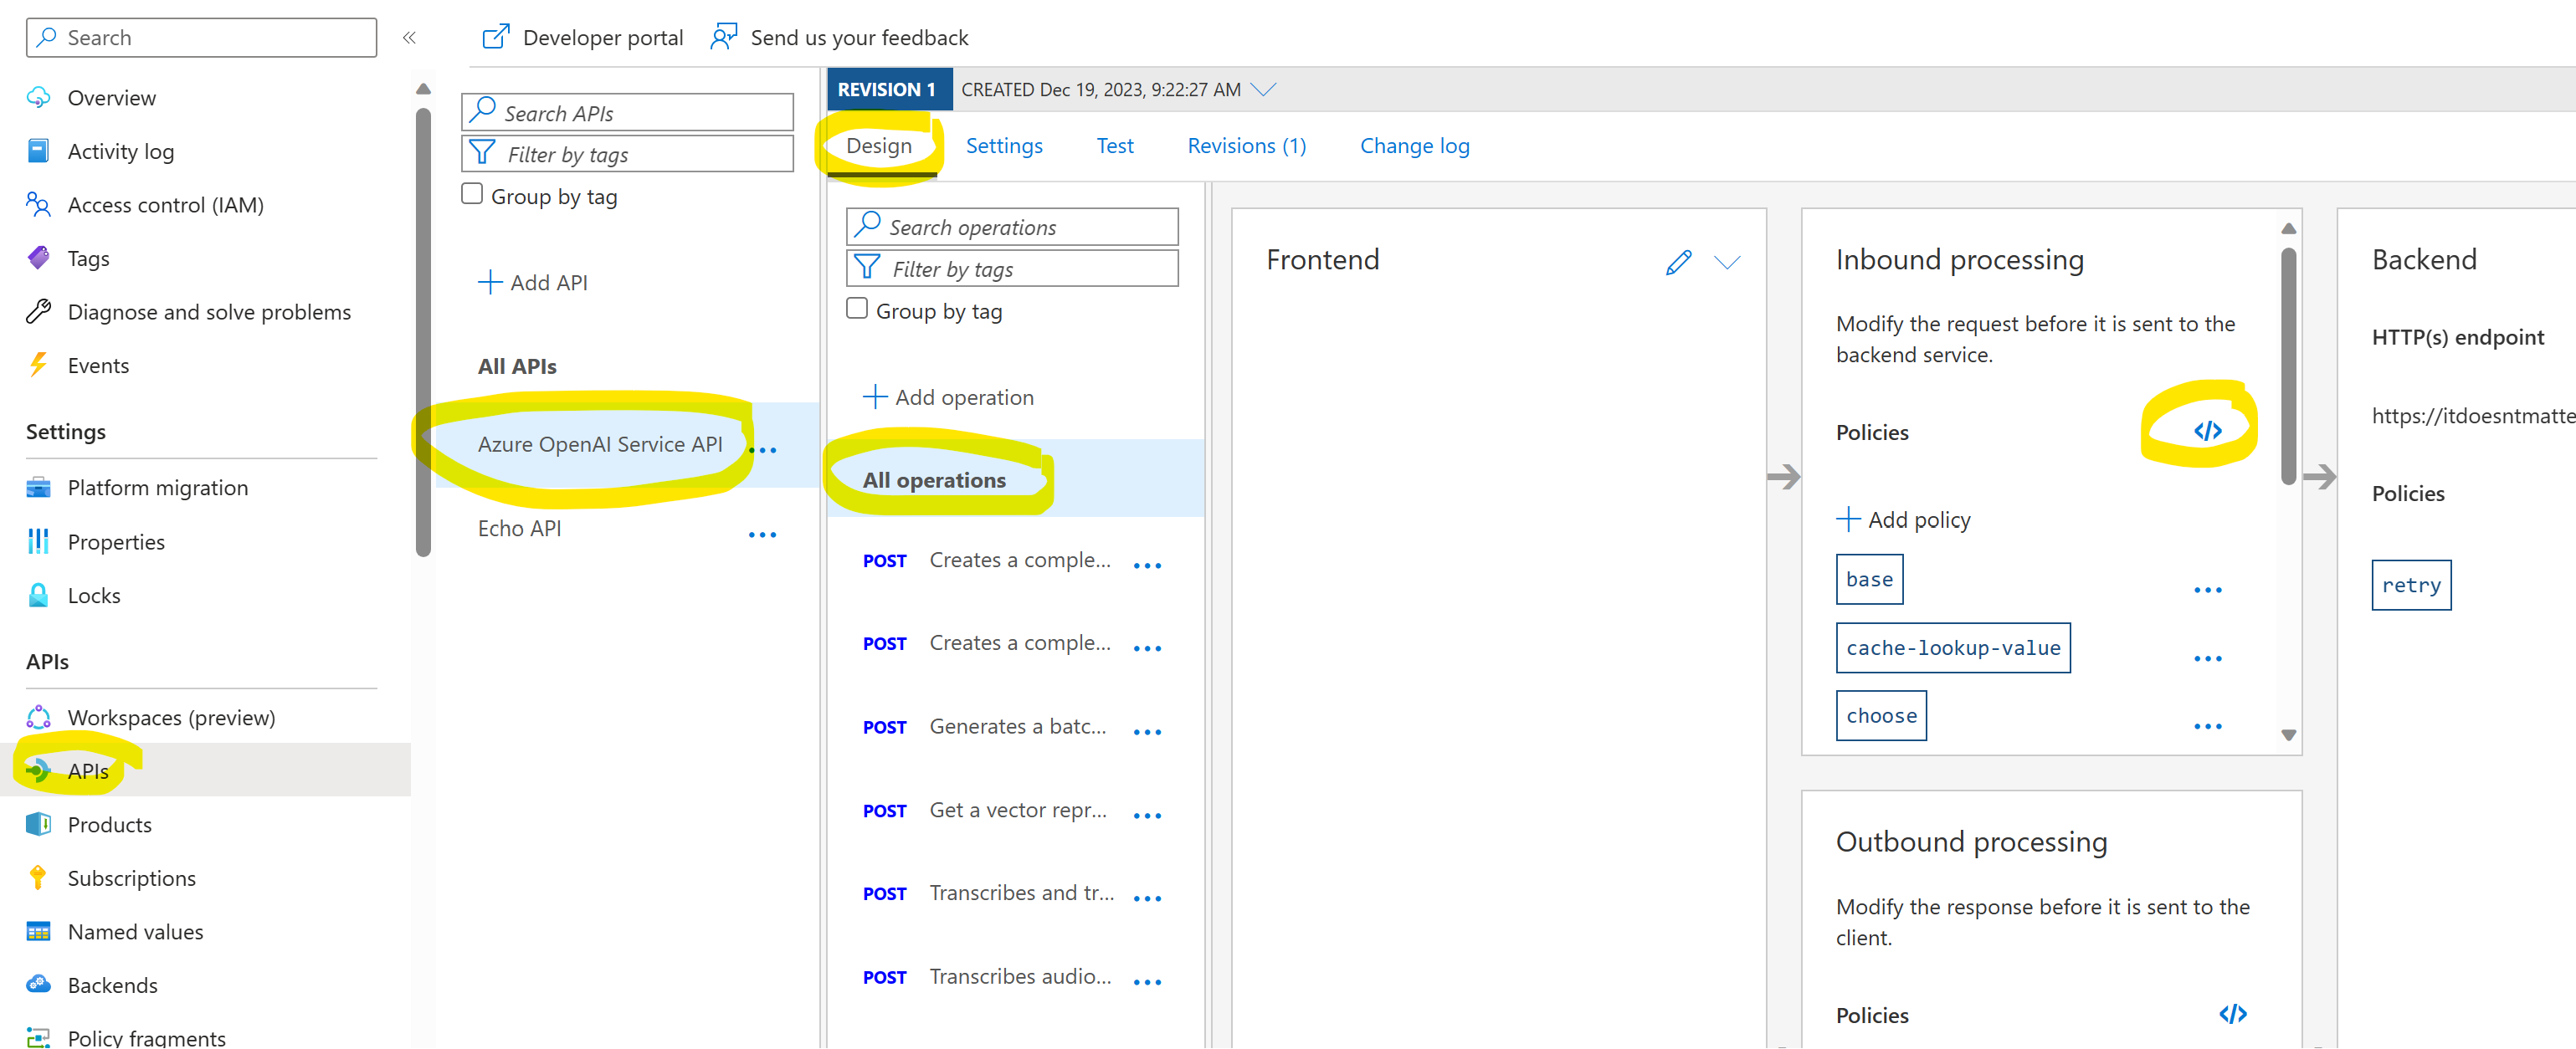 Search
«
Developer portal
Send us your feedback
Overview
Activity log
Access control (IAM)
Tags
Diagnose and solve problems
Events
Settings
Platform migration
Properties
Locks
APIs
Workspaces (preview)
APIs
Products
Subscriptions
Named values
Backends
Policy fragments
Search APIs
Filter by tags
Group by tag
+ Add API
All APIs
Azure OpenAI Service API ...
Echo API ...
REVISION 1 CREATED Dec 19, 2023, 9:22:27 AM
Design Settings Test Revisions (1) Change log
Search operations
Filter by tags
Group by tag
+ Add operation
All operations
POST Creates a comple... ...
POST Creates a comple... ...
POST Generates a batc... ...
POST Get a vector repr... ...
POST Transcribes and tr... ...
POST Transcribes audio... ...
Frontend
Inbound processing
Modify the request before it is sent to the
backend service.
Policies </>
+ Add policy
base ...
cache-lookup-value ...
choose ...
Outbound processing
Modify the response before it is sent to the
client.
Policies </>
Backend
HTTP(s) endpoint
https://itdoesntmatte
Policies
retry